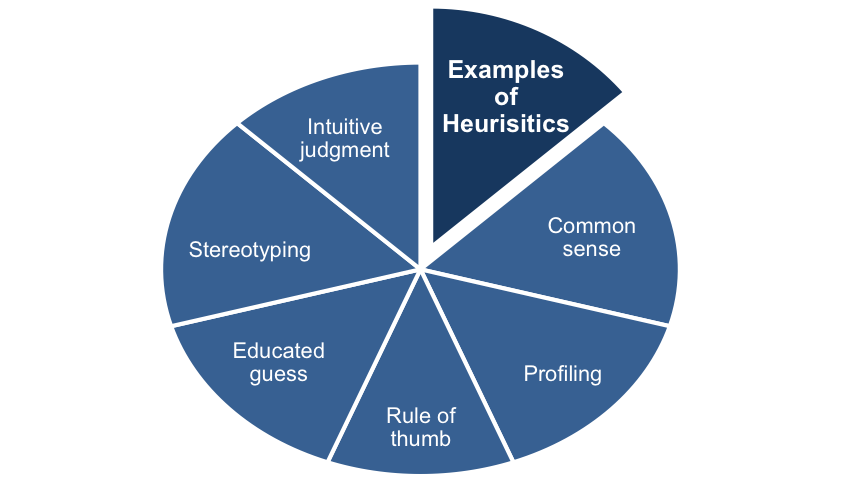 Examples
of
Heurisitics
Common
sense
Profiling
Rule of
thumb
Educated
guess
Stereotyping
Intuitive
judgment